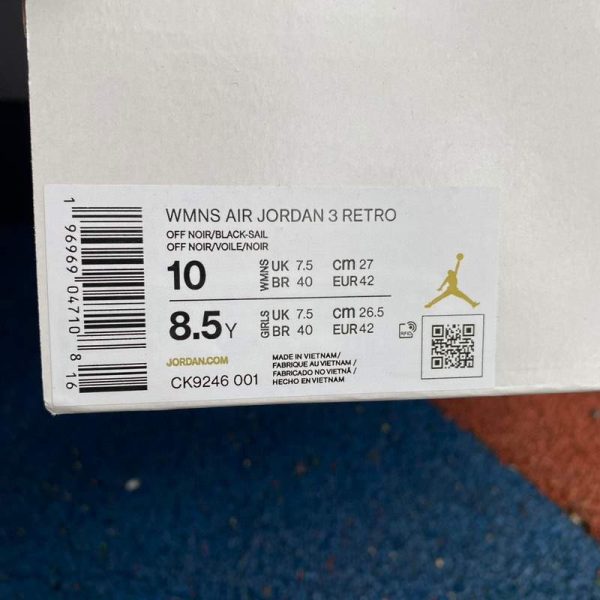 WMNS AIR JORDAN 3 RETRO
OFF NOIR/BLACK-SAIL
OFF NOIR/VOILE/NOIR
10 WMNS UK 7.5 cm 27
BR 40 EUR 42
8.5Y GIRLS UK 7.5 cm 26.5
BR 40 EUR 42
JORDAN.COM
CK9246 001
MADE IN VIETNAM/
FABRIQUE AU VIETNAM/
FABRICADO NO VIETNÃ/
HECHO EN VIETNAM
RFID
1 96969 04710 8 16